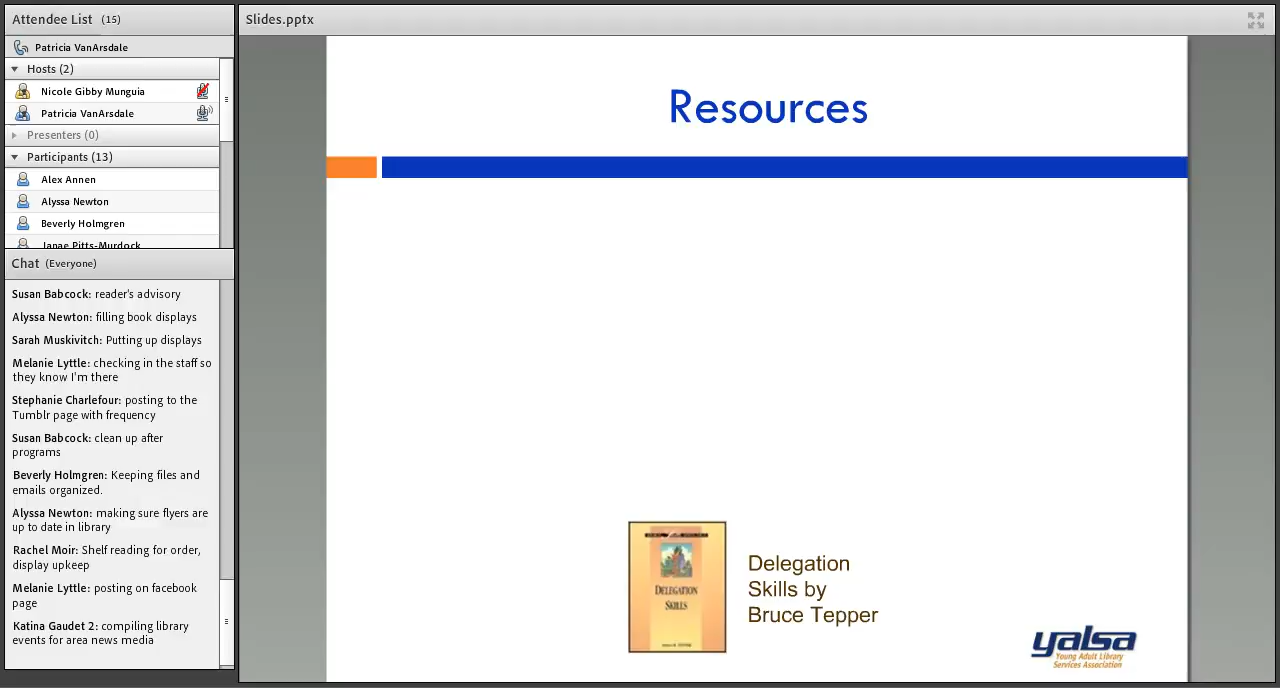 Attendee List (15)
Patricia VanArsdale
Hosts (2)
Nicole Gibby Munguia
Patricia VanArsdale
Presenters (0)
Participants (13)
Alex Annen
Alyssa Newton
Beverly Holmgren
Janae Pitts-Murdock
Chat (Everyone)
Susan Babcock: reader's advisory
Alyssa Newton: filling book displays
Sarah Muskivitch: Putting up displays
Melanie Lyttle: checking in the staff so
they know I'm there
Stephanie Charlefour: posting to the
Tumblr page with frequency
Susan Babcock: clean up after
programs
Beverly Holmgren: Keeping files and
emails organized.
Alyssa Newton: making sure flyers are
up to date in library
Rachel Moir: Shelf reading for order,
display upkeep
Melanie Lyttle: posting on facebook
page
Katina Gaudet 2: compiling library
events for area news media
Slides.pptx
Resources
DELEGATION
SKILLS
Delegation
Skills by
Bruce Tepper
yalsa
Young Adult Library
Services Association